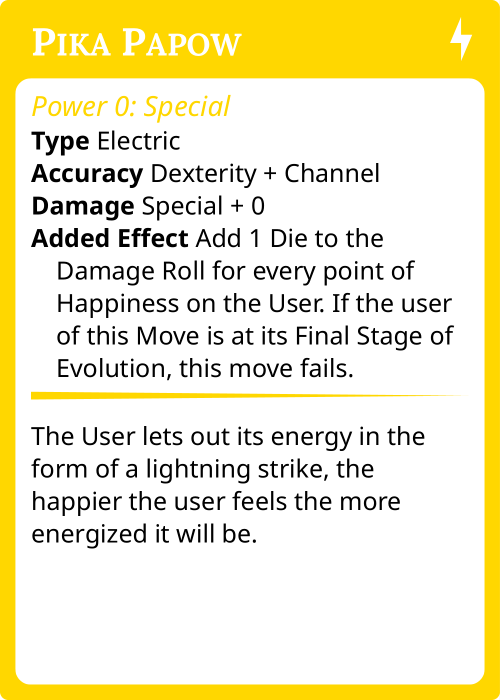 Pika Papow
Power 0: Special
Type Electric
Accuracy Dexterity + Channel
Damage Special + 0
Added Effect Add 1 Die to the
Damage Roll for every point of
Happiness on the User. If the user
of this Move is at its Final Stage of
Evolution, this move fails.
The User lets out its energy in the
form of a lightning strike, the
happier the user feels the more
energized it will be.